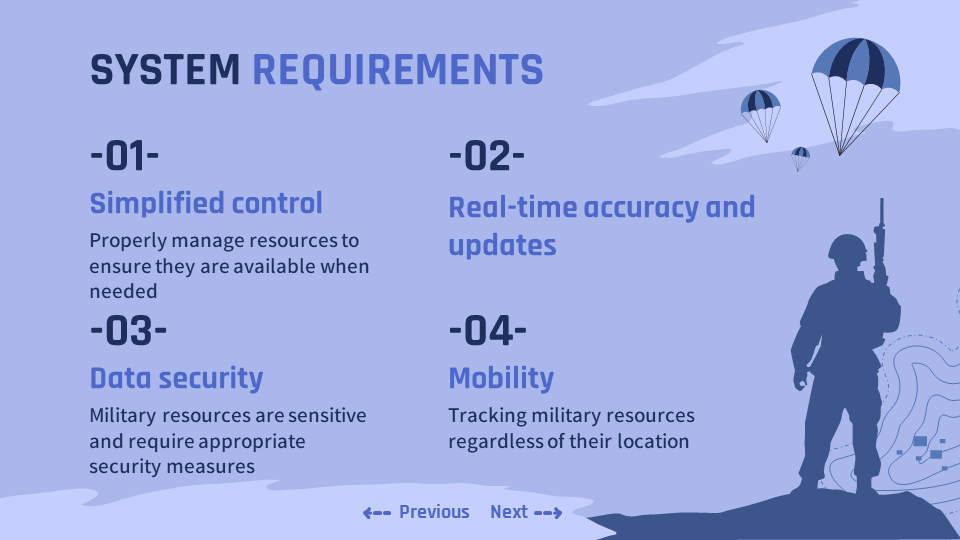 SYSTEM REQUIREMENTS
-01-
Simplified control
Properly manage resources to
ensure they are available when
needed
-02-
Real-time accuracy and
updates
-03-
Data security
Military resources are sensitive
and require appropriate
security measures
-04-
Mobility
Tracking military resources
regardless of their location
Previous Next